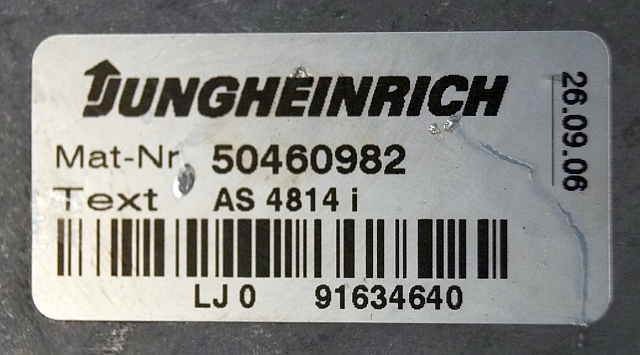 JUNGHEINRICH
Mat-Nr. 50460982
Text AS 4814 i
LJ 0 91634640
26.09.06